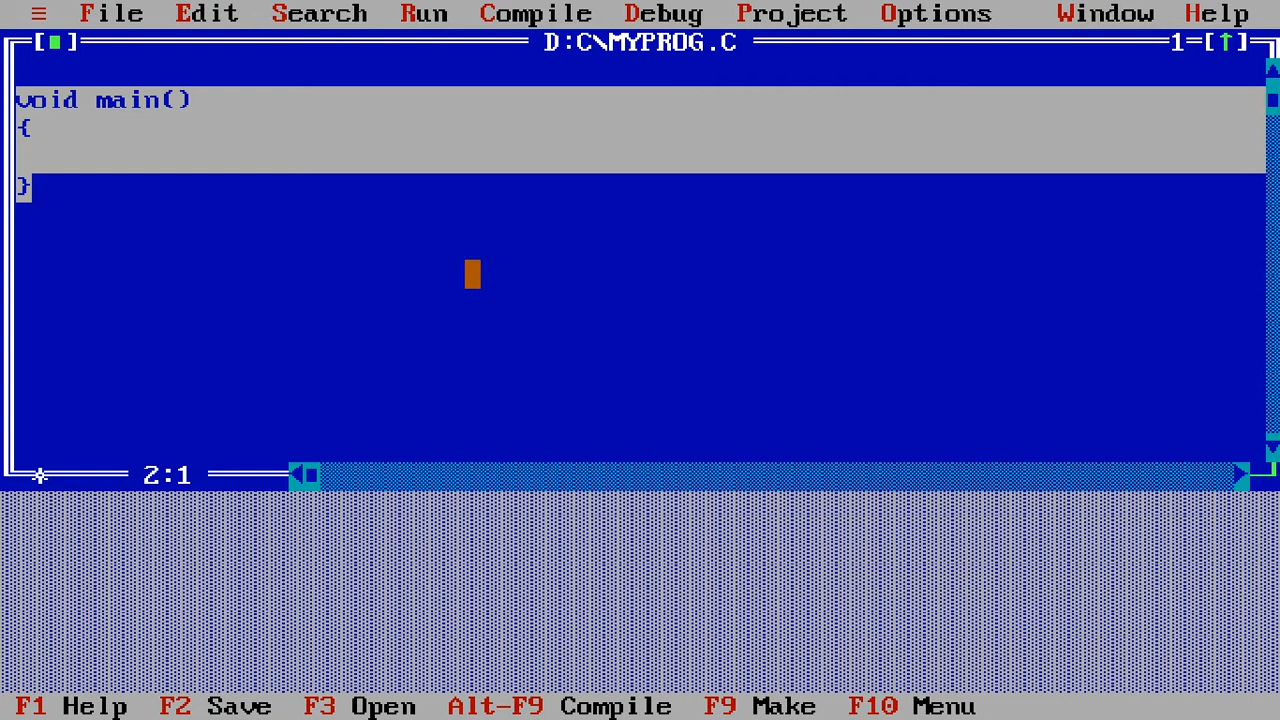 ≡ File Edit Search Run Compile Debug Project Options Window Help
[■] D:C\MYPROG.C 1=[↑]
void main()
{
}
2:1
F1 Help F2 Save F3 Open Alt-F9 Compile F9 Make F10 Menu